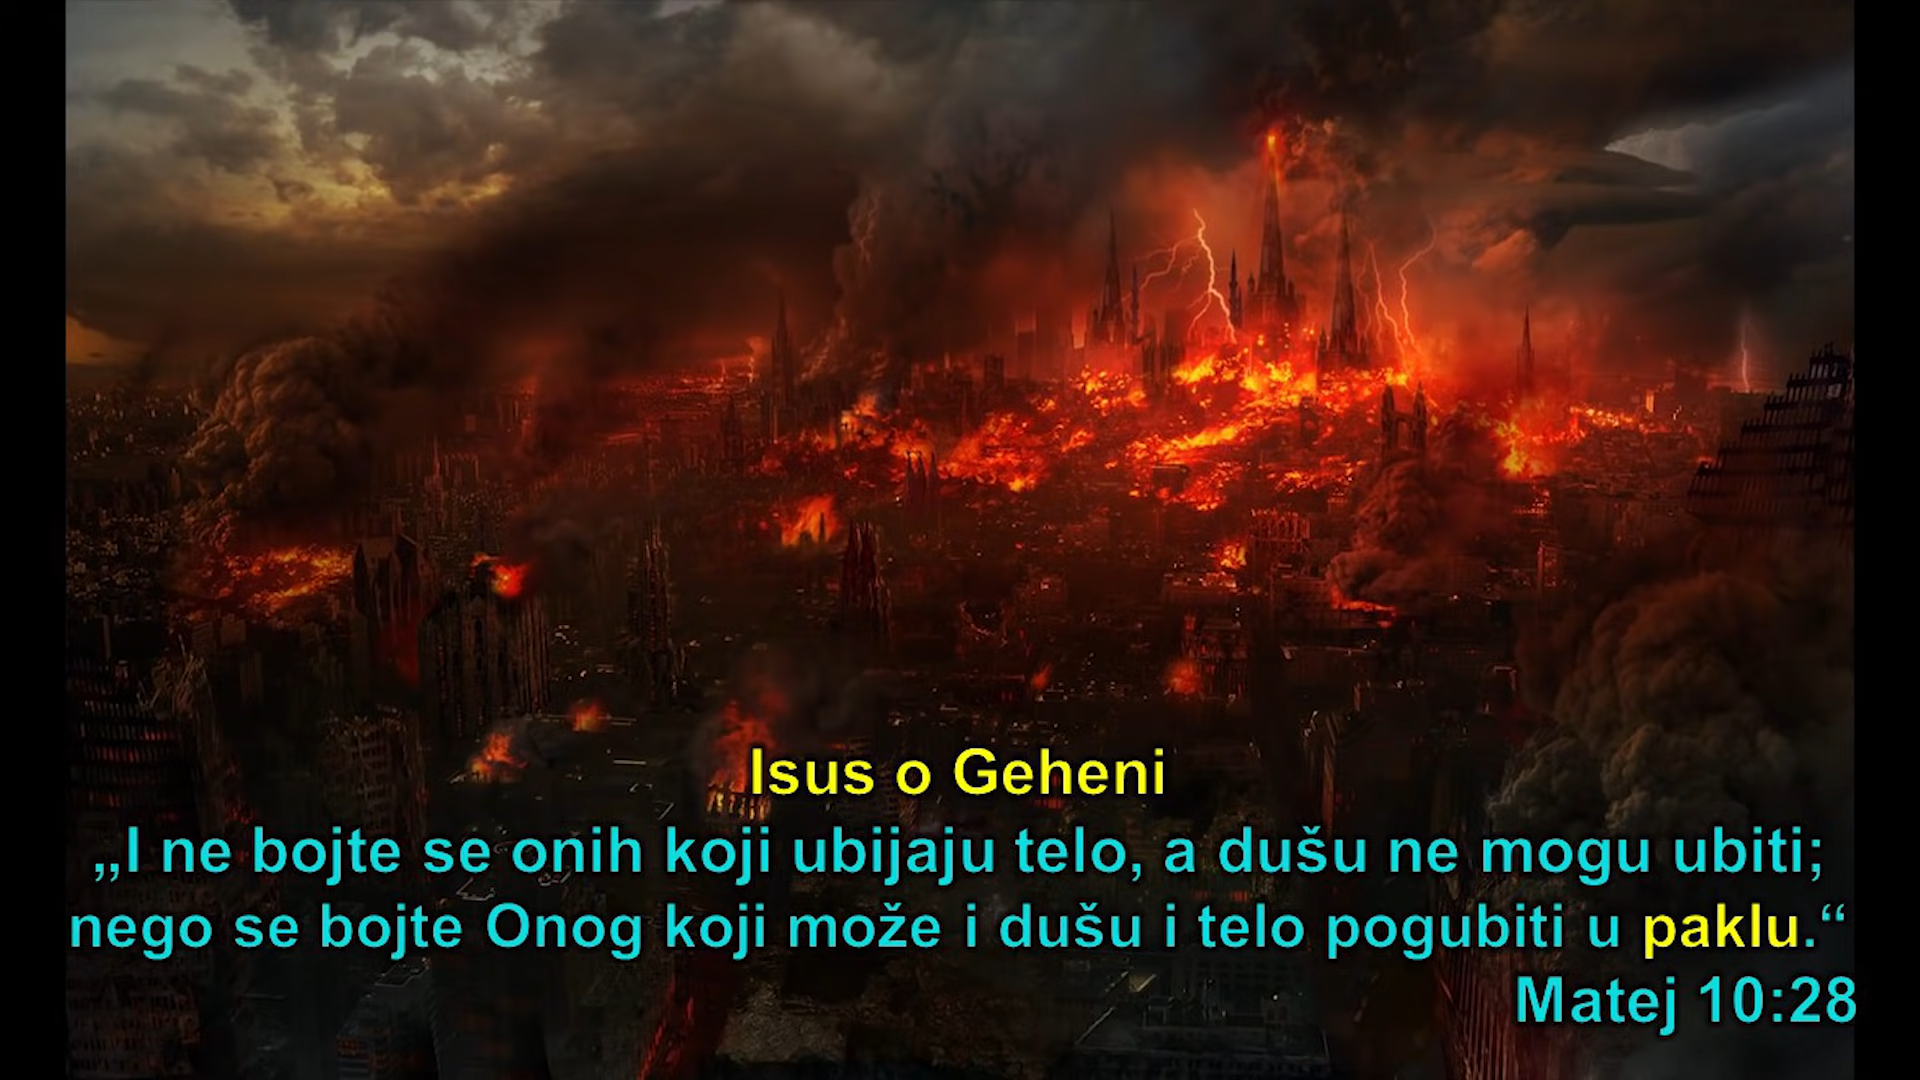 Isus o Geheni
„I ne bojte se onih koji ubijaju telo, a dušu ne mogu ubiti;
nego se bojte Onog koji može i dušu i telo pogubiti u paklu.“
Matej 10:28